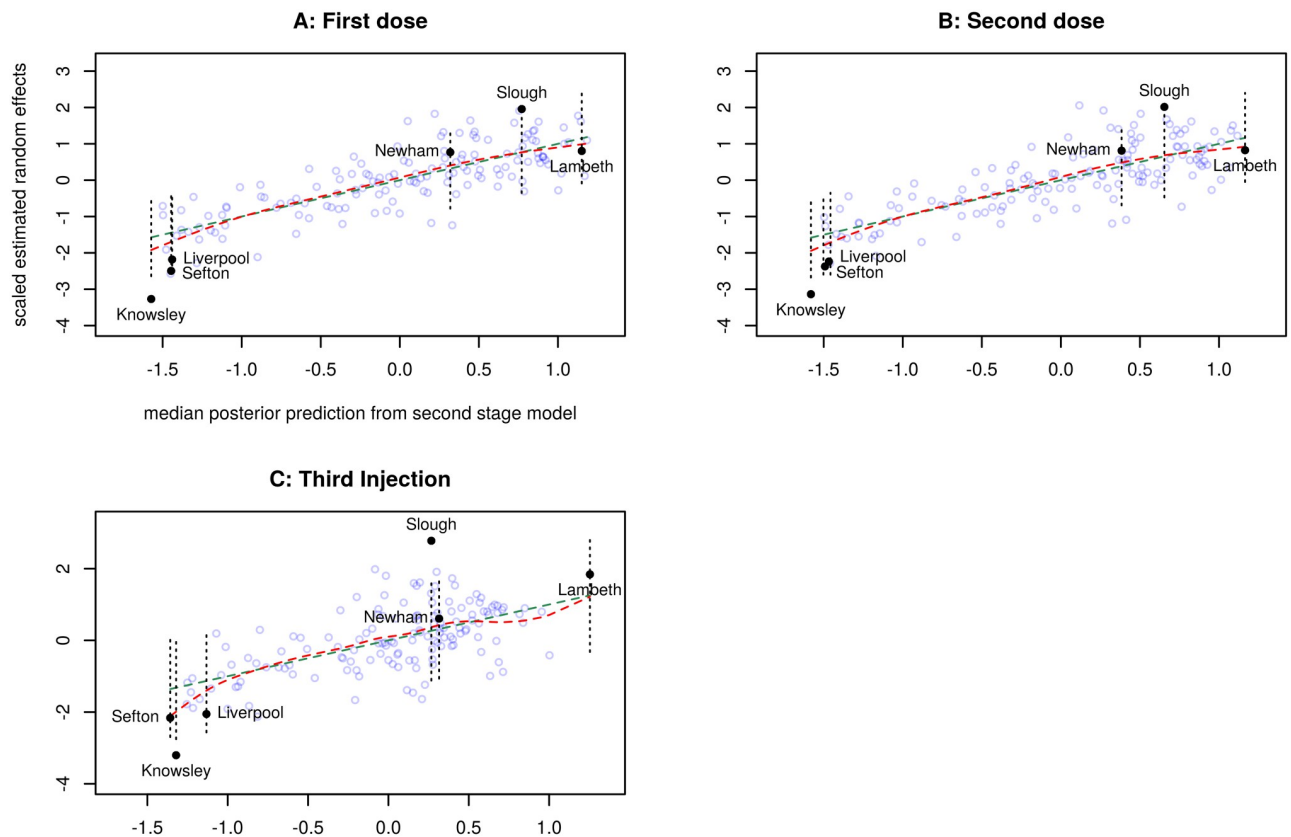 A: First dose
scaled estimated random effects
3
2
1
0
-1
-2
-3
-4
Slough
Newham
Lambeth
Liverpool
Sefton
Knowsley
-1.5 -1.0 -0.5 0.0 0.5 1.0
median posterior prediction from second stage model
B: Second dose
3
2
1
0
-1
-2
-3
-4
Slough
Newham
Lambeth
Liverpool
Sefton
Knowsley
-1.5 -1.0 -0.5 0.0 0.5 1.0
C: Third Injection
2
0
-2
-4
Slough
Lambeth
Newham
Sefton
Liverpool
Knowsley
-1.5 -1.0 -0.5 0.0 0.5 1.0